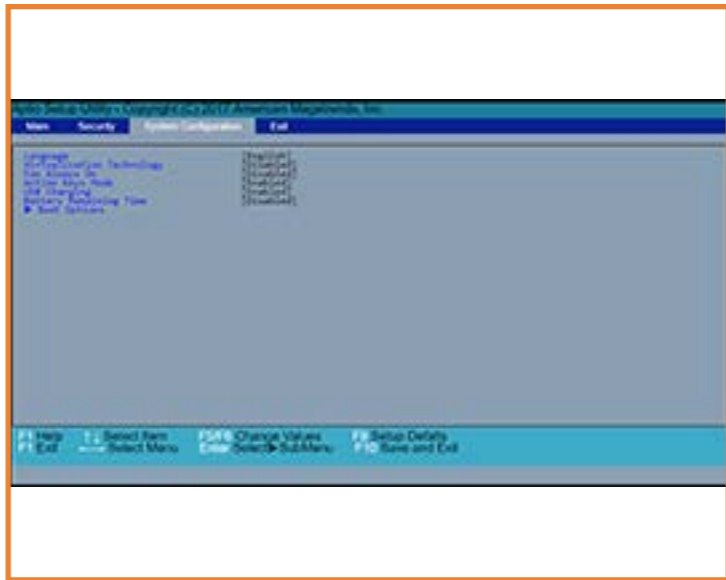 Aptio Setup Utility - Copyright (C) 2017 American Megatrends, Inc.
Main Security System Configuration Exit
Language [English]
Virtualization Technology [Disabled]
Fan Always On [Disabled]
Action Keys Mode [Enabled]
USB Charging [Enabled]
Battery Remaining Time [Disabled]
▶ Boot Options
F1 Help ↑↓ Select Item F5/F6 Change Values F9 Setup Defaults
Exit Select Menu Enter Select▶SubMenu F10 Save and Exit